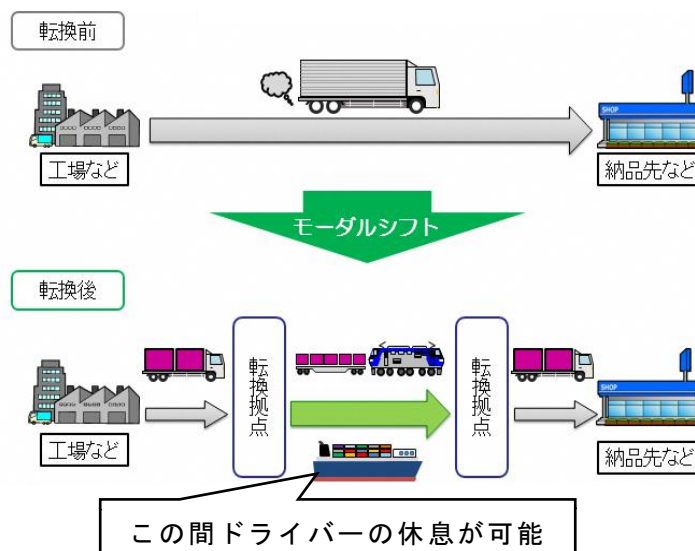 転換前
SHOP
工場など
納品先など
モーダルシフト
転換後
転換拠点
転換拠点
SHOP
工場など
納品先など
この間ドライバーの休息が可能